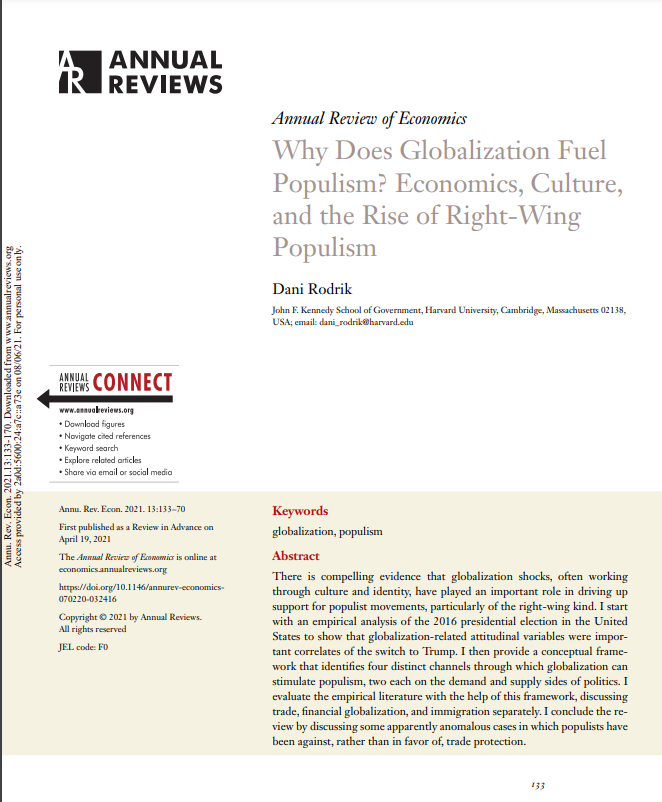 ANNUAL
REVIEWS
Annual Review of Economics
Why Does Globalization Fuel
Populism? Economics, Culture,
and the Rise of Right-Wing
Populism
Dani Rodrik
John F. Kennedy School of Government, Harvard University, Cambridge, Massachusetts 02138,
USA; email: dani_rodrik@harvard.edu
Annu. Rev. Econ. 2021.13:133-170. Downloaded from www.annualreviews.org
Access provided by 2a0d:5600:24:a7c::a73e on 08/06/21. For personal use only.
ANNUAL
REVIEWS CONNECT
www.annualreviews.org
• Download figures
• Navigate cited references
• Keyword search
• Explore related articles
• Share via email or social media
Annu. Rev. Econ. 2021. 13:133–70
First published as a Review in Advance on
April 19, 2021
The Annual Review of Economics is online at
economics.annualreviews.org
https://doi.org/10.1146/annurev-economics-
070220-032416
Copyright © 2021 by Annual Reviews.
All rights reserved
JEL code: F0
Keywords
globalization, populism
Abstract
There is compelling evidence that globalization shocks, often working
through culture and identity, have played an important role in driving up
support for populist movements, particularly of the right-wing kind. I start
with an empirical analysis of the 2016 presidential election in the United
States to show that globalization-related attitudinal variables were impor-
tant correlates of the switch to Trump. I then provide a conceptual frame-
work that identifies four distinct channels through which globalization can
stimulate populism, two each on the demand and supply sides of politics. I
evaluate the empirical literature with the help of this framework, discussing
trade, financial globalization, and immigration separately. I conclude the re-
view by discussing some apparently anomalous cases in which populists have
been against, rather than in favor of, trade protection.
133